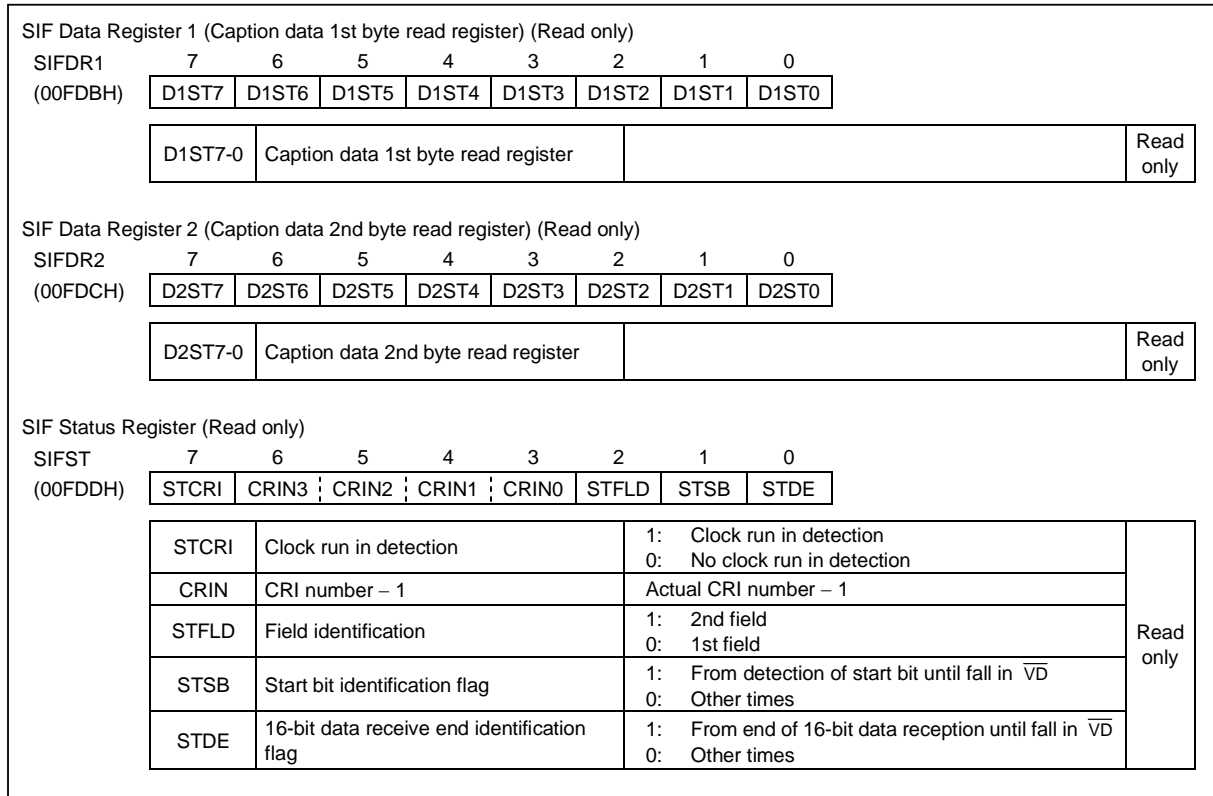 SIF Data Register 1 (Caption data 1st byte read register) (Read only)
SIFDR1 7 6 5 4 3 2 1 0
(00FDBH) D1ST7 D1ST6 D1ST5 D1ST4 D1ST3 D1ST2 D1ST1 D1ST0
D1ST7-0 Caption data 1st byte read register Read only
SIF Data Register 2 (Caption data 2nd byte read register) (Read only)
SIFDR2 7 6 5 4 3 2 1 0
(00FDCH) D2ST7 D2ST6 D2ST5 D2ST4 D2ST3 D2ST2 D2ST1 D2ST0
D2ST7-0 Caption data 2nd byte read register Read only
SIF Status Register (Read only)
SIFST 7 6 5 4 3 2 1 0
(00FDDH) STCRI CRIN3 CRIN2 CRIN1 CRIN0 STFLD STSB STDE
STCRI Clock run in detection 1: Clock run in detection
0: No clock run in detection
CRIN CRI number − 1 Actual CRI number − 1
STFLD Field identification 1: 2nd field
0: 1st field
Read only
STSB Start bit identification flag 1: From detection of start bit until fall in V̅D̅
0: Other times
STDE 16-bit data receive end identification flag 1: From end of 16-bit data reception until fall in V̅D̅
0: Other times